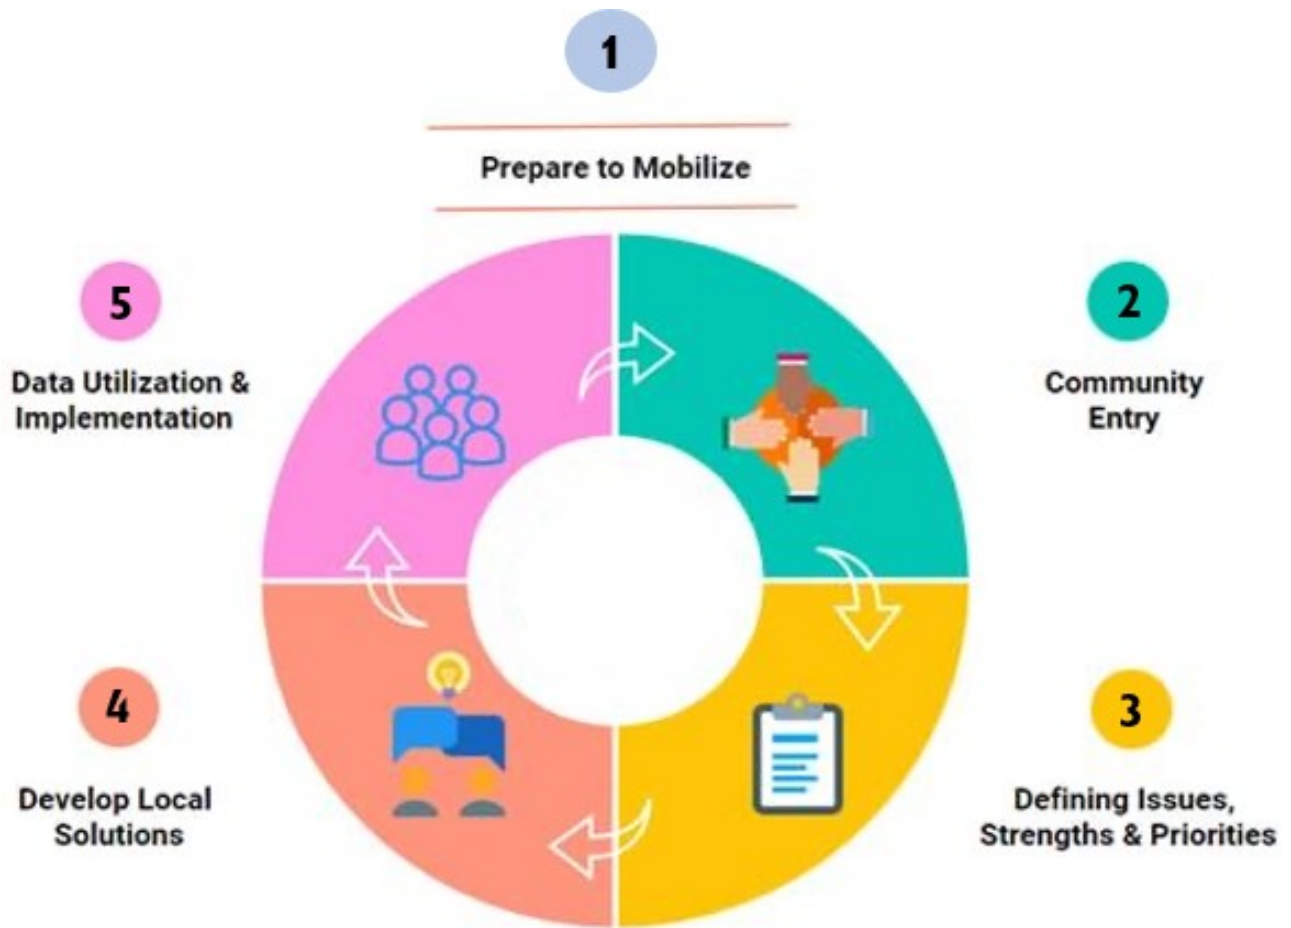 1
Prepare to Mobilize
2
Community
Entry
3
Defining Issues,
Strengths & Priorities
4
Develop Local
Solutions
5
Data Utilization &
Implementation